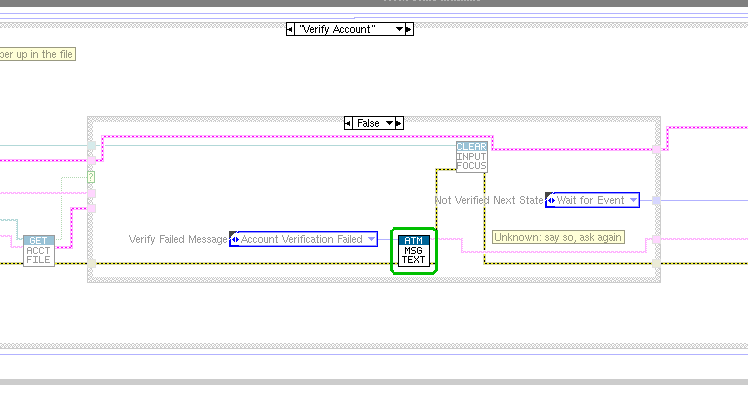 "Verify Account"
per up in the file
False
CLEAR
INPUT
FOCUS
?
Not Verified Next State
Wait for Event
GET
ACCT
FILE
Verify Failed Message
Account Verification Failed
ATM
MSG
TEXT
Unknown: say so, ask again